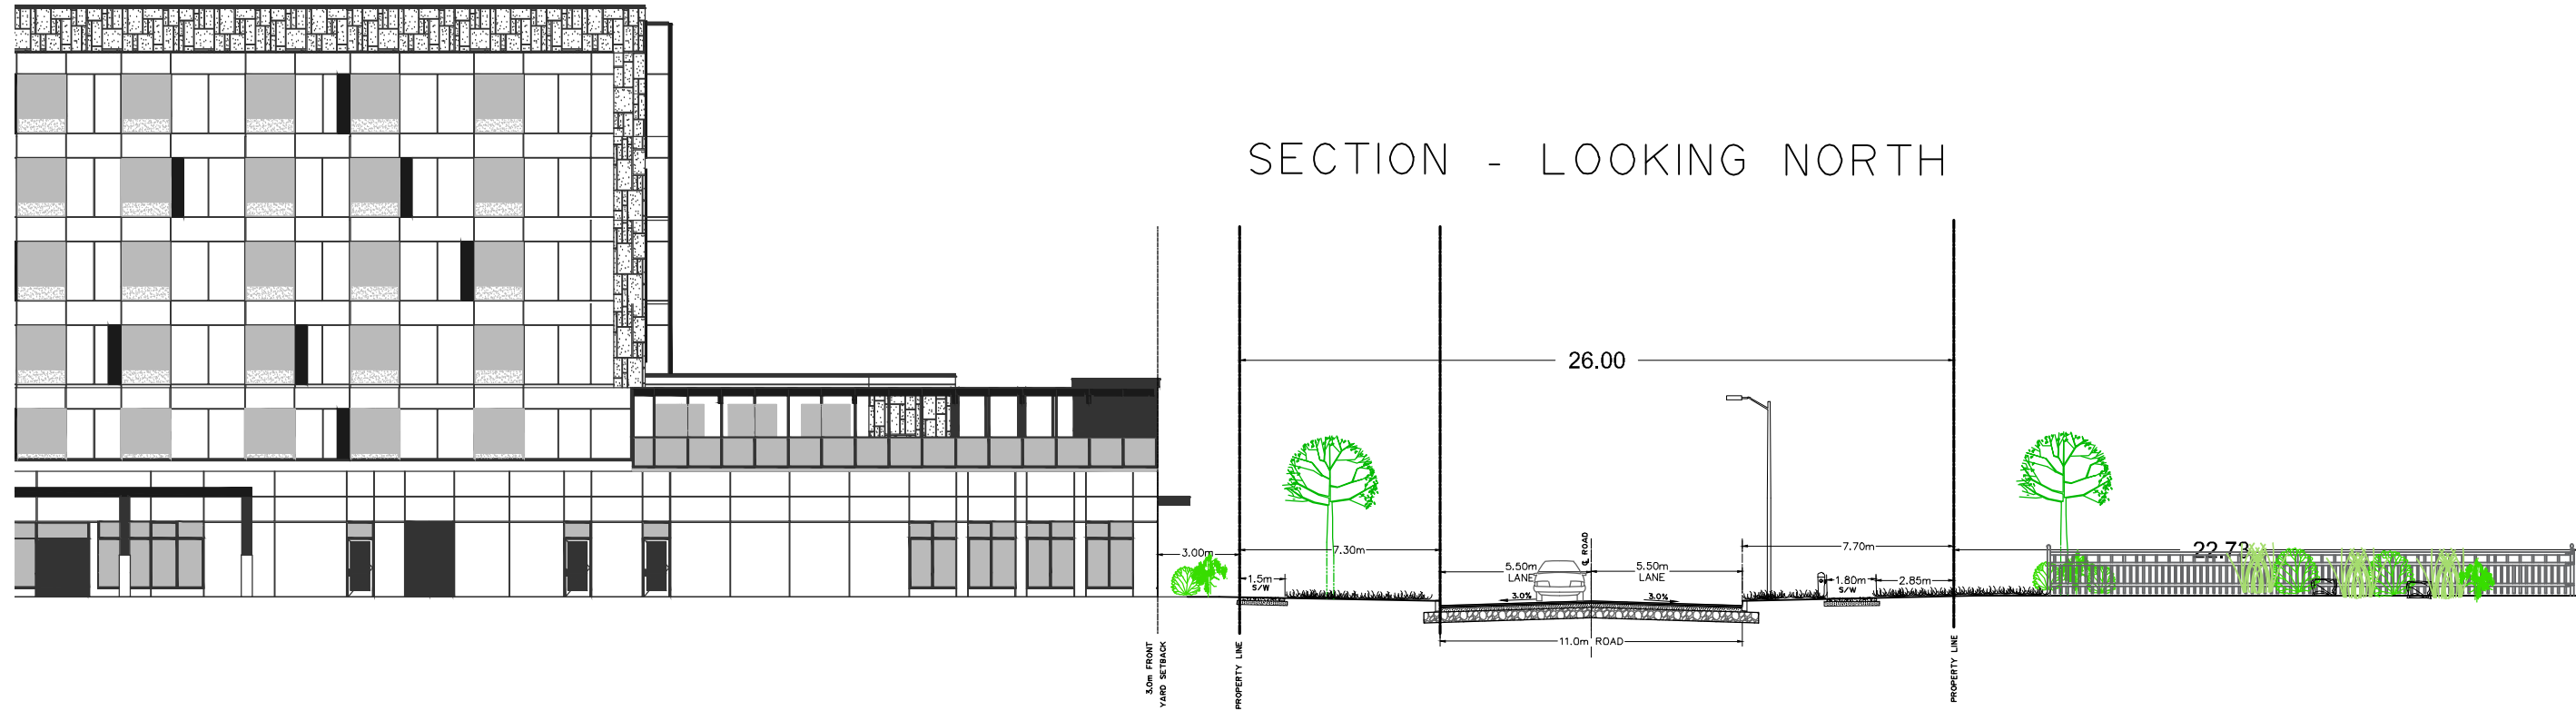 SECTION - LOOKING NORTH
26.00
℄ ROAD
3.00m
7.30m
7.70m
22.73
5.50m
LANE
5.50m
LANE
1.5m
S/W
1.80m
S/W
2.85m
3.0%
3.0%
11.0m ROAD
3.0m FRONT
YARD SETBACK
PROPERTY LINE
PROPERTY LINE